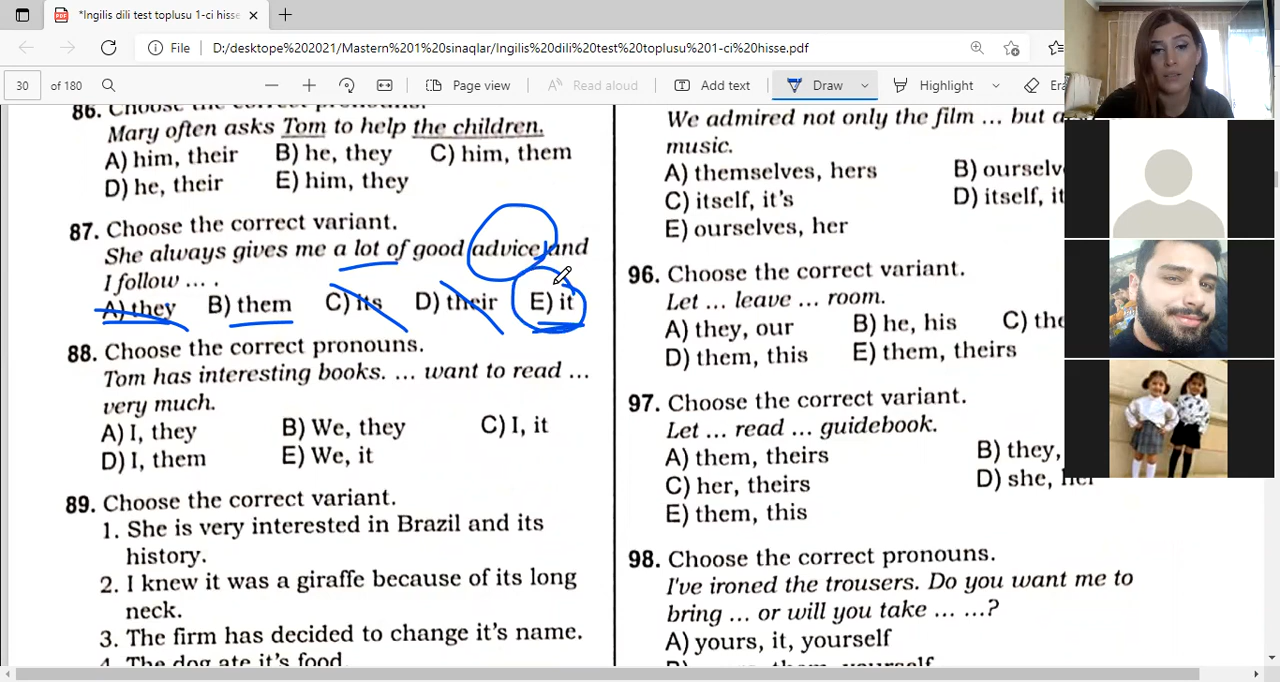 *Ingilis dili test toplusu 1-ci hisse
File
D:/desktope%202021/Mastern%201%20sinaqlar/Ingilis%20dili%20test%20toplusu%201-ci%20hisse.pdf
30
of 180
Page view
Read aloud
Add text
Draw
Highlight
86. Choose the correct pronouns.
Mary often asks Tom to help the children.
A) him, their B) he, they C) him, them
D) he, their E) him, they
87. Choose the correct variant.
She always gives me a lot of good advice and
I follow ... .
A) they B) them C) its D) their E) it
88. Choose the correct pronouns.
Tom has interesting books. ... want to read ...
very much.
A) I, they B) We, they C) I, it
D) I, them E) We, it
89. Choose the correct variant.
1. She is very interested in Brazil and its
history.
2. I knew it was a giraffe because of its long
neck.
3. The firm has decided to change it's name.
4. The dog ate it's food.
We admired not only the film ... but
music.
A) themselves, hers B)
C) itself, it's D) itself,
E) ourselves, her
96. Choose the correct variant.
Let ... leave ... room.
A) they, our B) he, his C)
D) them, this E) them, theirs
97. Choose the correct variant.
Let ... read ... guidebook.
A) them, theirs B) they,
C) her, theirs D) she,
E) them, this
98. Choose the correct pronouns.
I've ironed the trousers. Do you want me to
bring ... or will you take ... ...?
A) yours, it, yourself